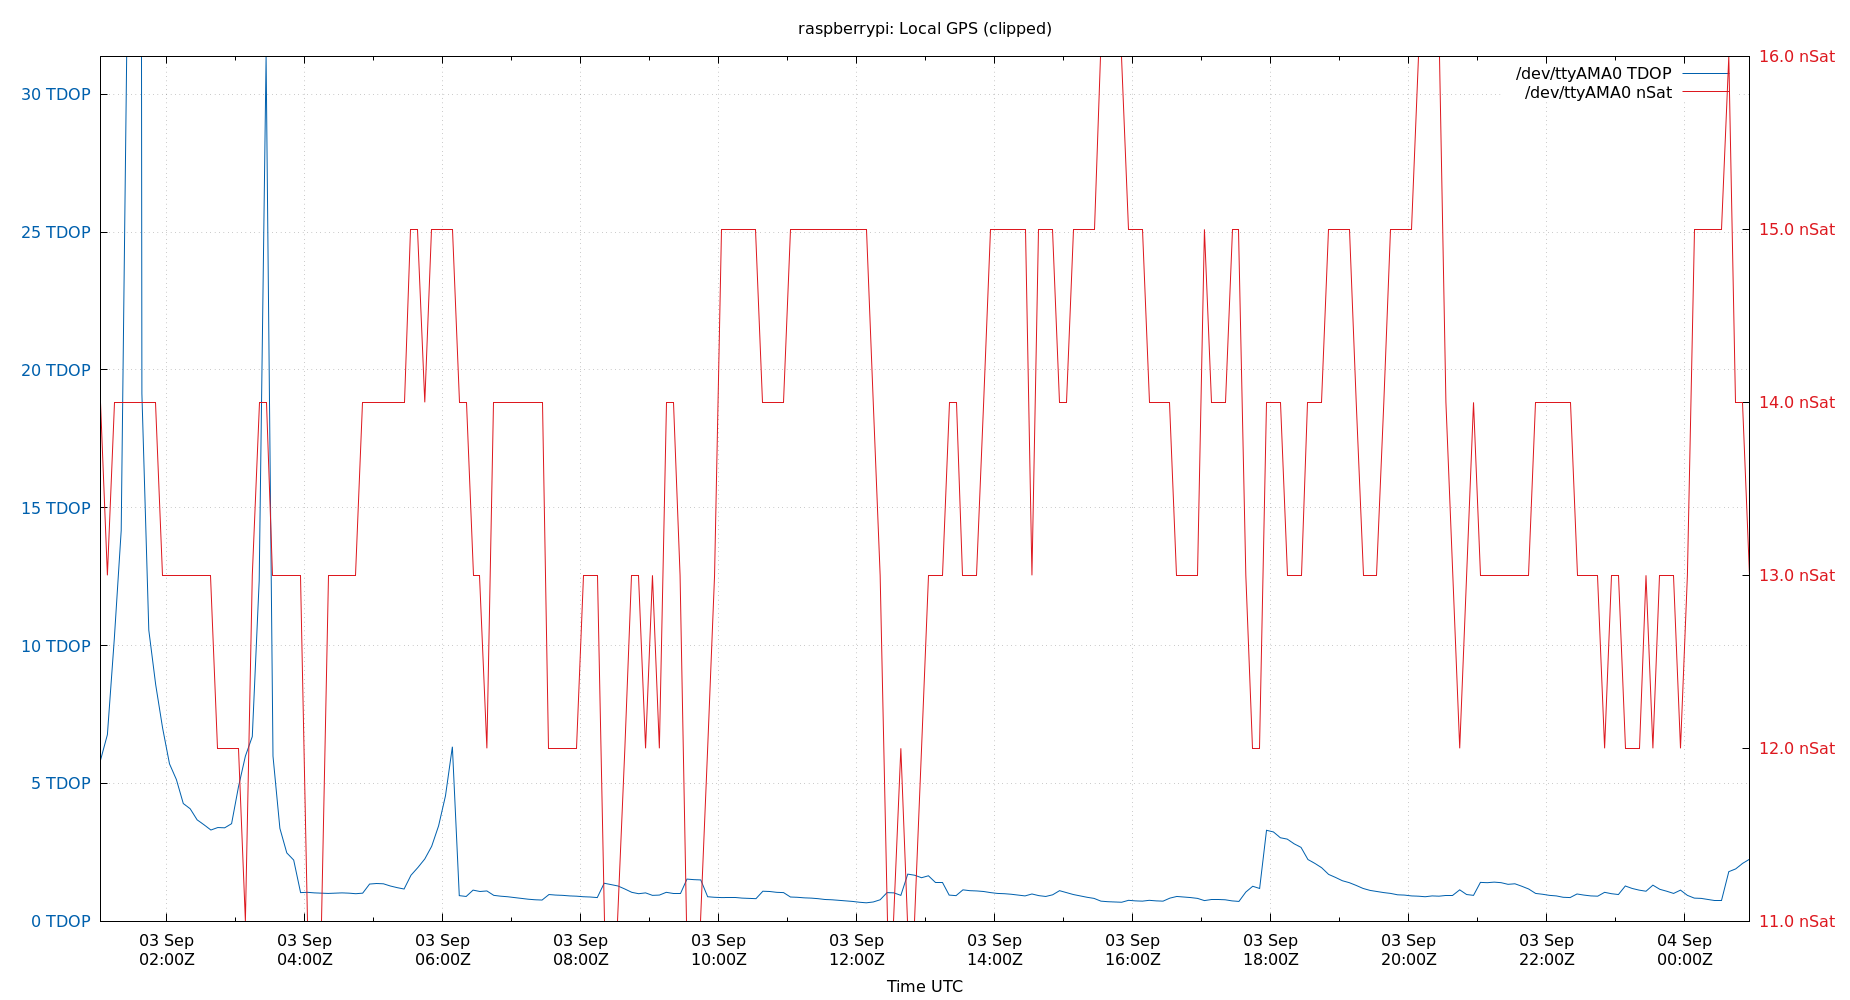 raspberrypi: Local GPS (clipped)
/dev/ttyAMA0 TDOP
/dev/ttyAMA0 nSat
30 TDOP
25 TDOP
20 TDOP
15 TDOP
10 TDOP
5 TDOP
0 TDOP
16.0 nSat
15.0 nSat
14.0 nSat
13.0 nSat
12.0 nSat
11.0 nSat
03 Sep
02:00Z
03 Sep
04:00Z
03 Sep
06:00Z
03 Sep
08:00Z
03 Sep
10:00Z
03 Sep
12:00Z
03 Sep
14:00Z
03 Sep
16:00Z
03 Sep
18:00Z
03 Sep
20:00Z
03 Sep
22:00Z
04 Sep
00:00Z
Time UTC